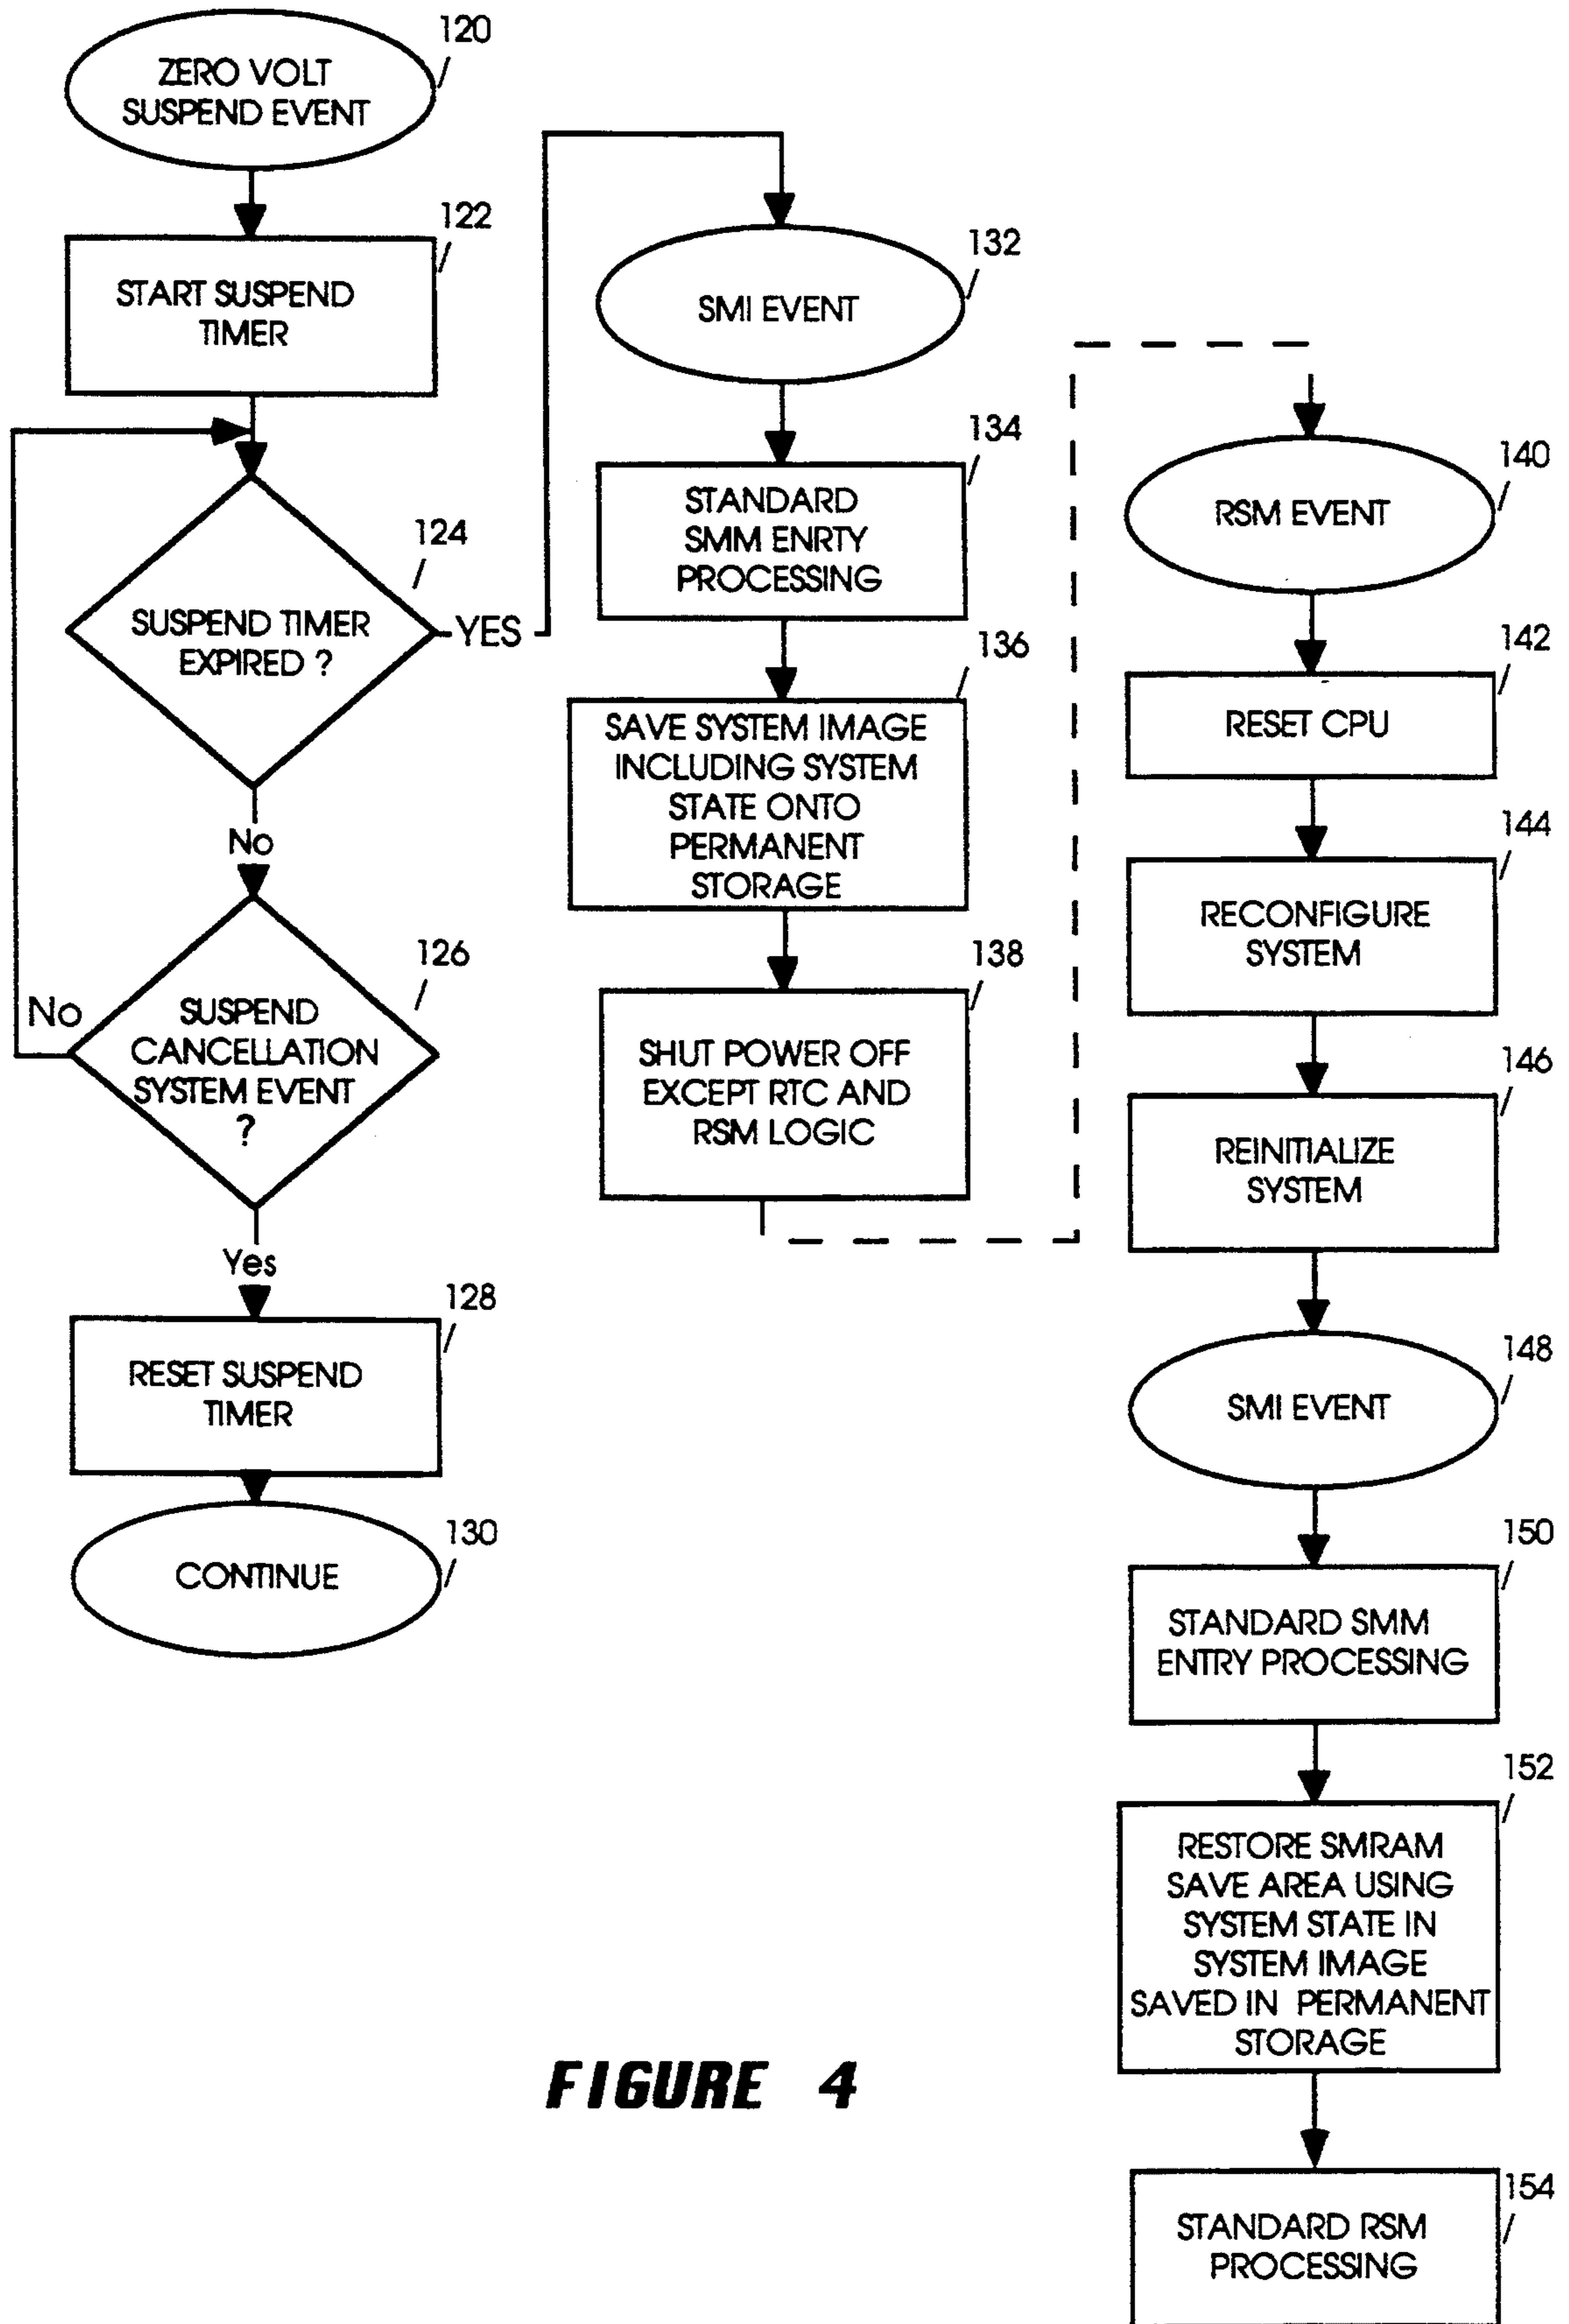 120
ZERO VOLT
SUSPEND EVENT
122
START SUSPEND
TIMER
124
SUSPEND TIMER
EXPIRED ?
YES
No
126
SUSPEND
CANCELLATION
SYSTEM EVENT
?
No
Yes
128
RESET SUSPEND
TIMER
130
CONTINUE
132
SMI EVENT
134
STANDARD
SMM ENRTY
PROCESSING
136
SAVE SYSTEM IMAGE
INCLUDING SYSTEM
STATE ONTO
PERMANENT
STORAGE
138
SHUT POWER OFF
EXCEPT RTC AND
RSM LOGIC
140
RSM EVENT
142
RESET CPU
144
RECONFIGURE
SYSTEM
146
REINITIALIZE
SYSTEM
148
SMI EVENT
150
STANDARD SMM
ENTRY PROCESSING
152
RESTORE SMRAM
SAVE AREA USING
SYSTEM STATE IN
SYSTEM IMAGE
SAVED IN PERMANENT
STORAGE
154
STANDARD RSM
PROCESSING
FIGURE 4